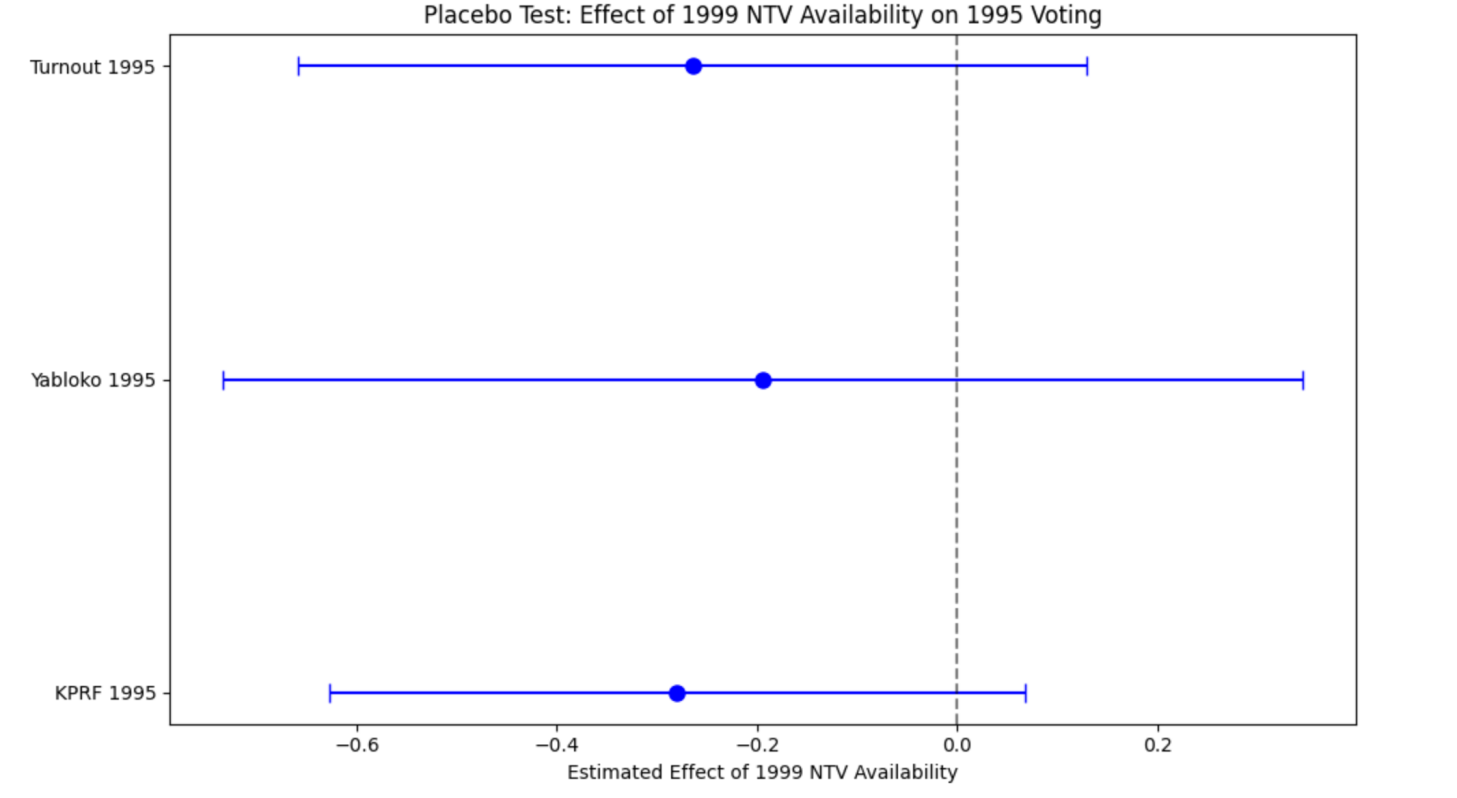 Placebo Test: Effect of 1999 NTV Availability on 1995 Voting
Turnout 1995
Yabloko 1995
KPRF 1995
−0.6 −0.4 −0.2 0.0 0.2
Estimated Effect of 1999 NTV Availability